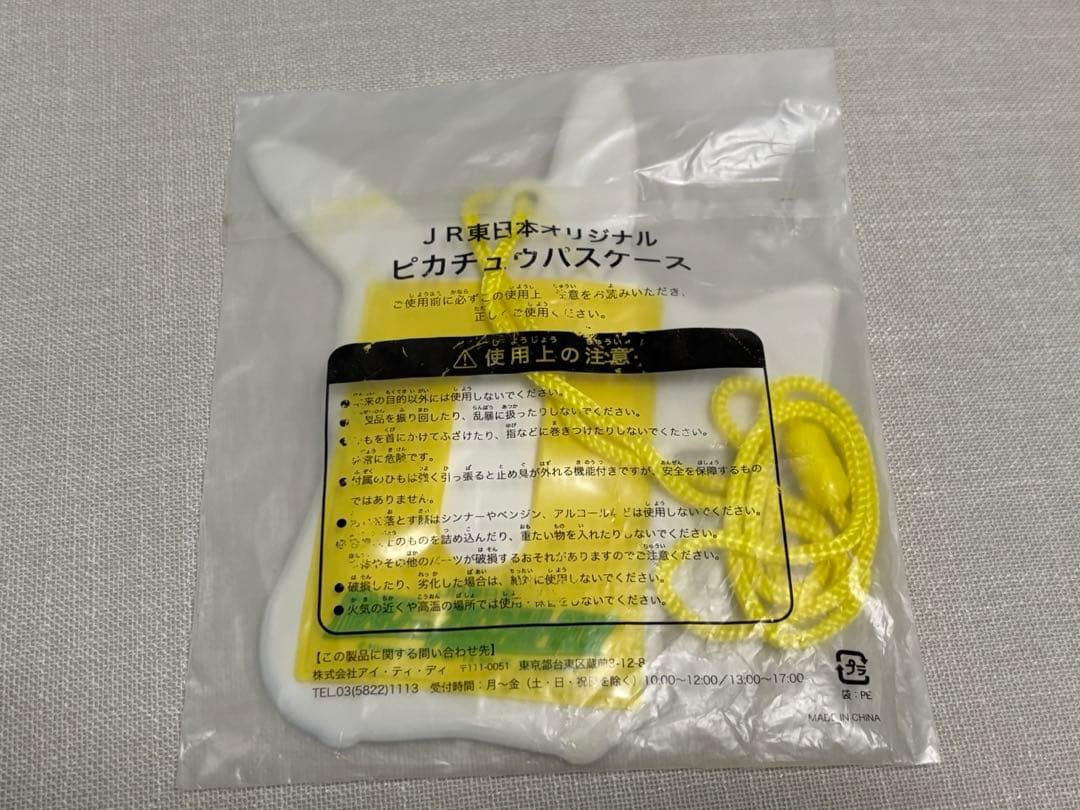 JR東日本オリジナル
ピカチュウパスケース
ご使用前に必ずこの使用上 注意をお読みいただき、
正しくご使用ください。
⚠使用上の注意
来の目的以外には使用しないでください。
製品を振り回したり、乱暴に扱ったりしないでください。
ひもを首にかけてふざけたり、指などに巻きつけたりしないでください。
非常に危険です。
付属のひもは強く引っ張ると止め具が外れる機能付きですが、安全を保障するもの
ではありません。
落とす際はシンナーやベンジン、アルコールなどは使用しないでください。
上のものを詰め込んだり、重たい物を入れたりしないでください。
本体やその他のパーツが破損するおそれがありますのでご注意ください。
●破損したり、劣化した場合は、絶対に使用しないでください。
●火気の近くや高温の場所では使用・保管をしないでください。
【この製品に関する問い合わせ先】
株式会社アイ・ティ・ディ 〒111-0051 東京都台東区蔵前3-12-8
TEL.03(5822)1113 受付時間：月～金（土・日・祝日を除く）10:00～12:00/13:00～17:00
プラ
袋：PE
MADE IN CHINA